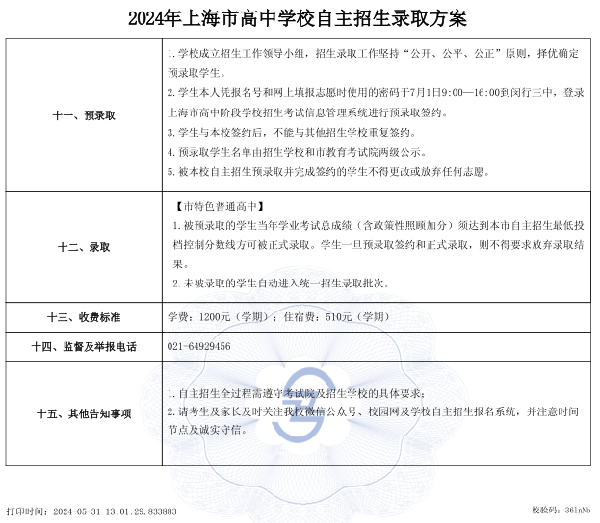 2024年上海市高中学校自主招生录取方案
十一、预录取
1.学校成立招生工作领导小组，招生录取工作坚持“公开、公平、公正”原则，择优确定
预录取学生。
2.学生本人凭报名号和网上填报志愿时使用的密码于7月1日9:00—16:00到闵行三中，登录
上海市高中阶段学校招生考试信息管理系统进行预录取签约。
3.学生与本校签约后，不能与其他招生学校重复签约。
4.预录取学生名单由招生学校和市教育考试院两级公示。
5.被本校自主招生预录取并完成签约的学生不得更改或放弃任何志愿。
十二、录取
【市特色普通高中】
1.被预录取的学生当年学业考试总成绩（含政策性照顾加分）须达到本市自主招生最低投
档控制分数线方可被正式录取。学生一旦预录取签约和正式录取，则不得要求放弃录取结
果。
2.未被录取的学生自动进入统一招生录取批次。
十三、收费标准
学费：1200元（学期）；住宿费：510元（学期）
十四、监督及举报电话
021-64929456
十五、其他告知事项
1.自主招生全过程需遵守考试院及招生学校的具体要求；
2.请考生及家长及时关注我校微信公众号、校园网及学校自主招生报名系统，并注意时间
节点及诚实守信。
打印时间：2024-05-31 13.01.29.833883
校验码：361nNb